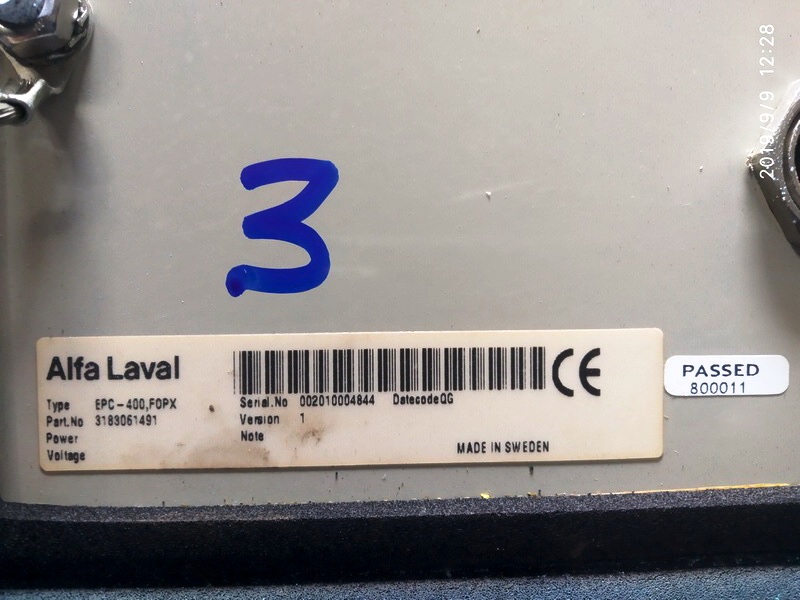 2019/9/9 12:28
3
Alfa Laval
Type EPC-400,FOPX
Part.No 3183061491
Power
Voltage
Serial.No 002010004844 DatecodeQG
Version 1
Note
MADE IN SWEDEN
CE
PASSED
800011